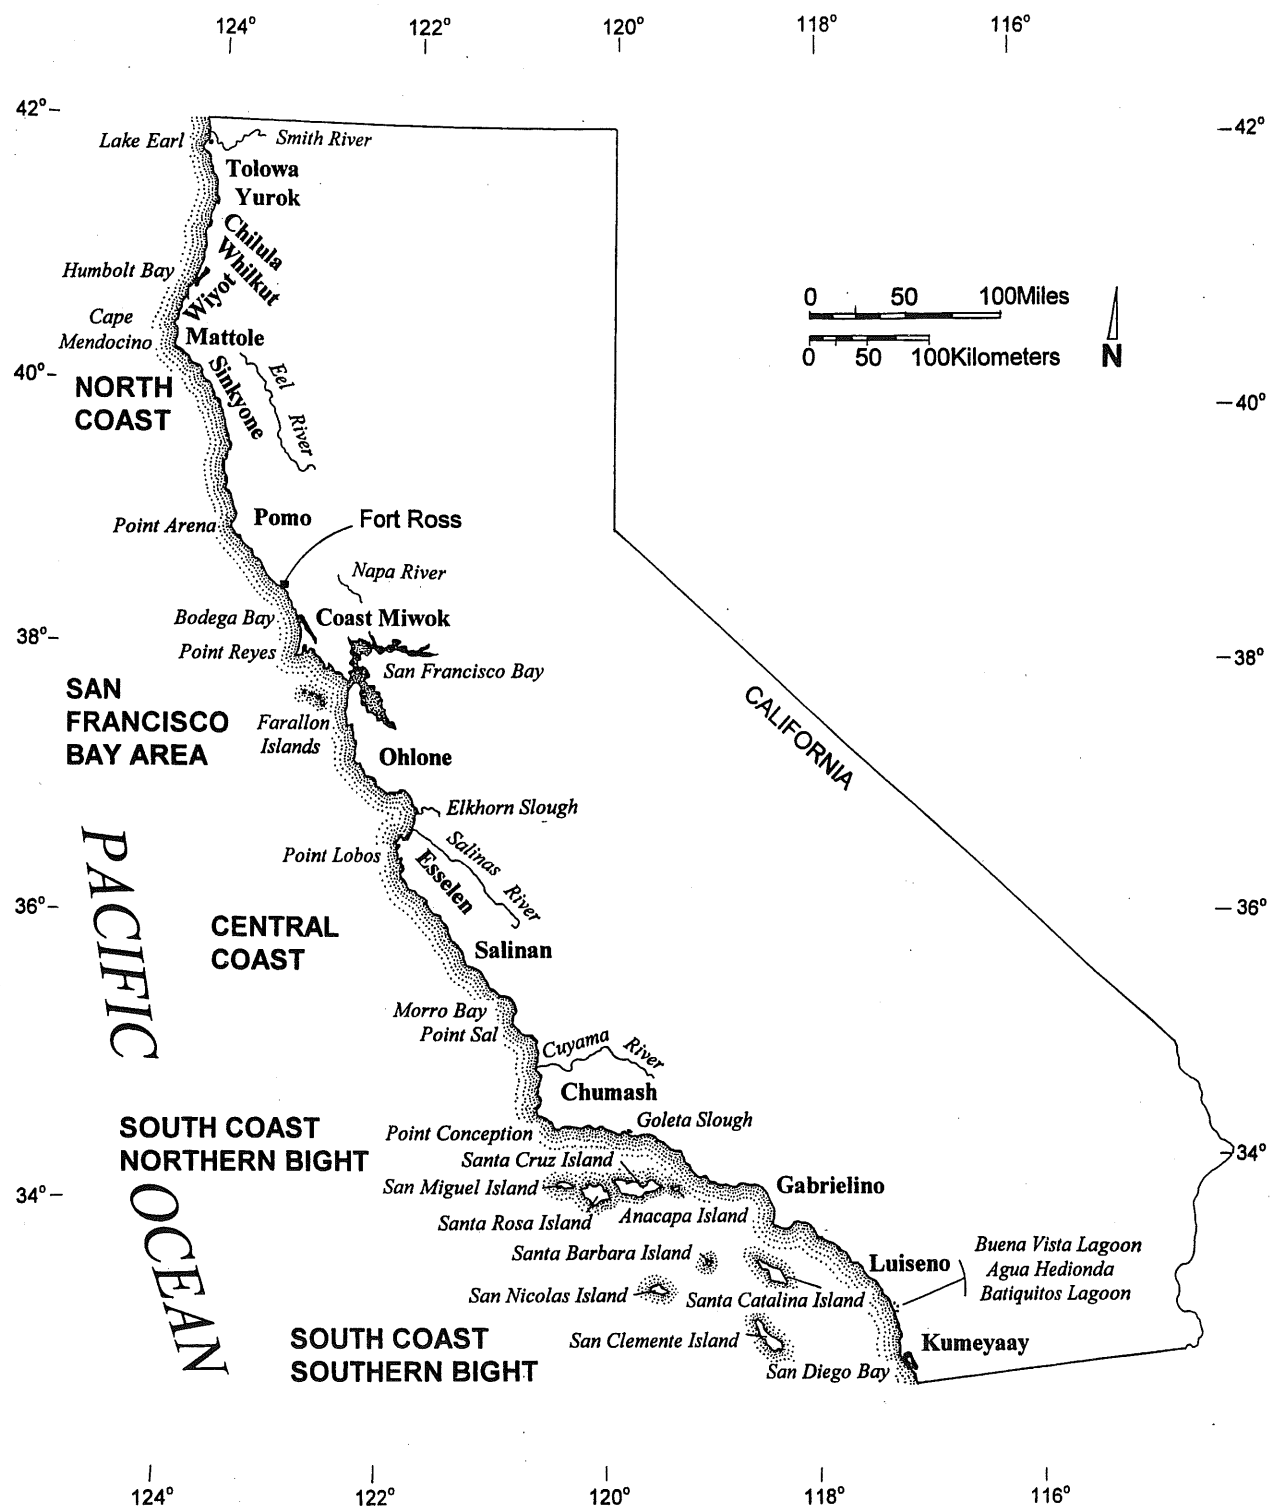 124° 122° 120° 118° 116°
42°
42°
Lake Earl
Smith River
Tolowa
Yurok
Chilula
Whilkut
Humbolt Bay
Wiyot
0 50 100Miles
0 50 100Kilometers
N
Cape
Mendocino
Mattole
Sinkyone
Eel River
40°
40°
NORTH
COAST
Point Arena
Pomo
Fort Ross
Napa River
Bodega Bay
Coast Miwok
38°
38°
Point Reyes
San Francisco Bay
SAN
FRANCISCO
BAY AREA
Farallon
Islands
CALIFORNIA
Ohlone
Elkhorn Slough
Salinas River
Point Lobos
Esselen
36°
36°
PACIFIC OCEAN
CENTRAL
COAST
Salinan
Morro Bay
Point Sal
Cuyama River
Chumash
SOUTH COAST
NORTHERN BIGHT
Goleta Slough
Point Conception
34°
34°
Santa Cruz Island
San Miguel Island
Santa Rosa Island
Anacapa Island
Gabrielino
Santa Barbara Island
San Nicolas Island
Santa Catalina Island
Luiseno
Buena Vista Lagoon
Agua Hedionda
Batiquitos Lagoon
SOUTH COAST
SOUTHERN BIGHT
San Clemente Island
Kumeyaay
San Diego Bay
124° 122° 120° 118° 116°